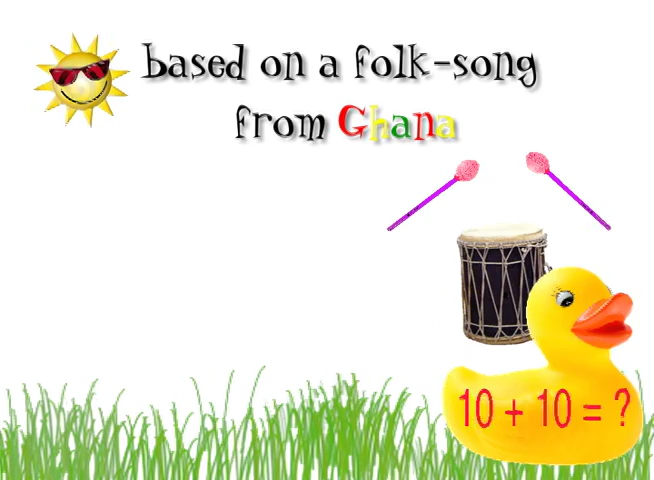 based on a folk-song
from Ghana
10 + 10 = ?